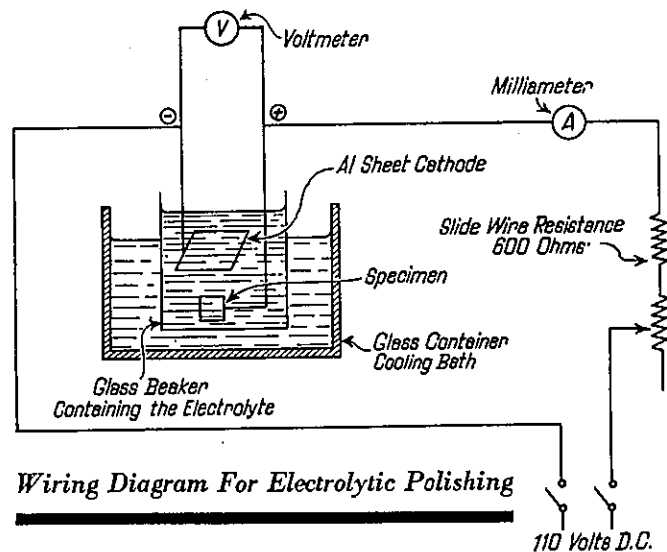 V
Voltmeter
Milliameter
−
+
A
Al Sheet Cathode
Slide Wire Resistance
600 Ohms
Specimen
Glass Container
Cooling Bath
Glass Beaker
Containing the Electrolyte
Wiring Diagram For Electrolytic Polishing
110 Volts D.C.